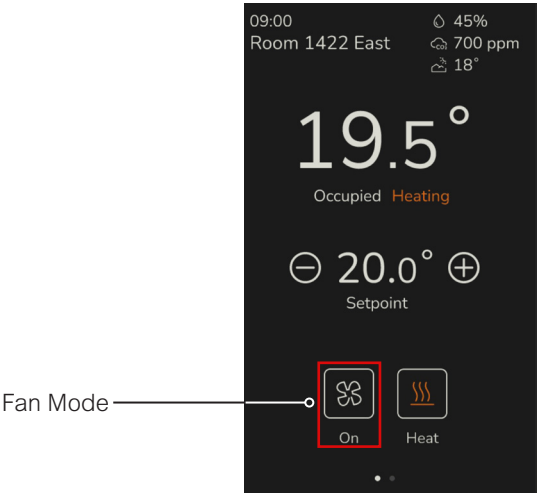 09:00
45%
Room 1422 East
CO₂ 700 ppm
18°
19.5°
Occupied Heating
20.0°
Setpoint
Fan Mode
On
Heat